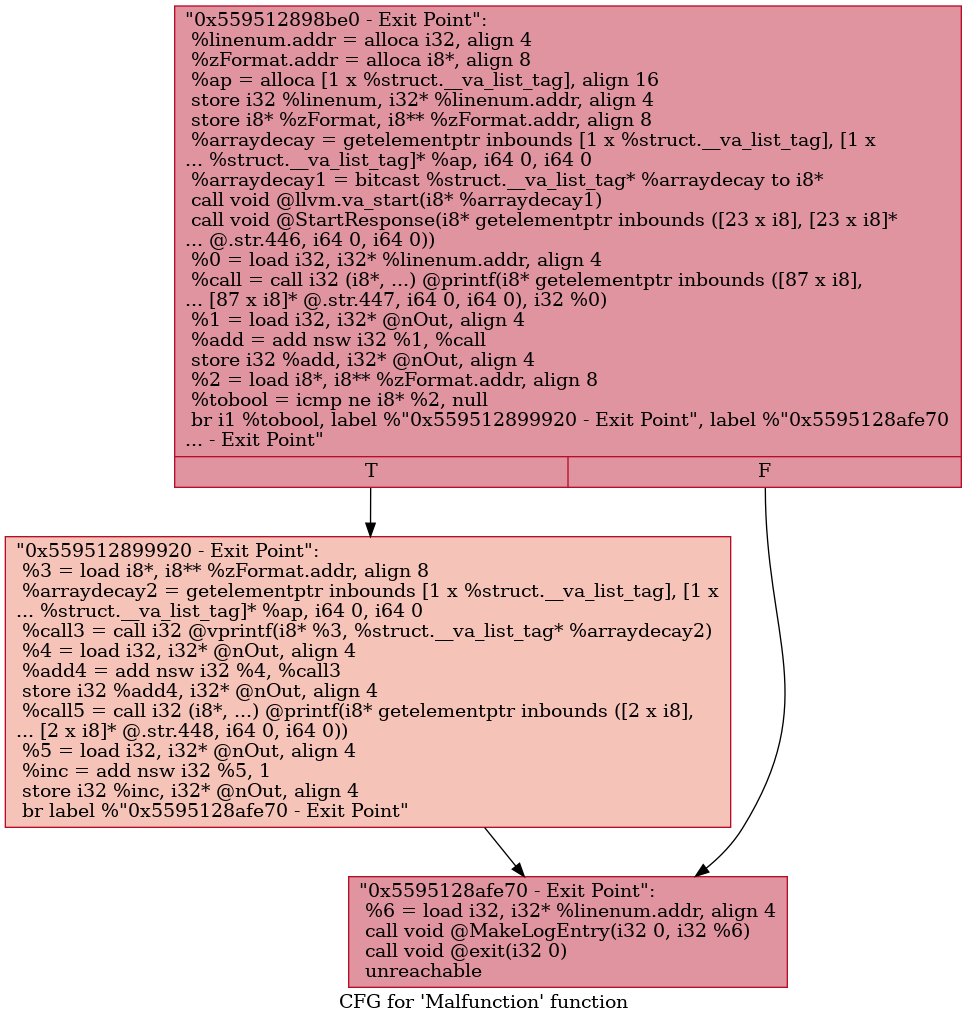 "0x559512898be0 - Exit Point":
%linenum.addr = alloca i32, align 4
%zFormat.addr = alloca i8*, align 8
%ap = alloca [1 x %struct.__va_list_tag], align 16
store i32 %linenum, i32* %linenum.addr, align 4
store i8* %zFormat, i8** %zFormat.addr, align 8
%arraydecay = getelementptr inbounds [1 x %struct.__va_list_tag], [1 x
... %struct.__va_list_tag]* %ap, i64 0, i64 0
%arraydecay1 = bitcast %struct.__va_list_tag* %arraydecay to i8*
call void @llvm.va_start(i8* %arraydecay1)
call void @StartResponse(i8* getelementptr inbounds ([23 x i8], [23 x i8]*
... @.str.446, i64 0, i64 0))
%0 = load i32, i32* %linenum.addr, align 4
%call = call i32 (i8*, ...) @printf(i8* getelementptr inbounds ([87 x i8],
... [87 x i8]* @.str.447, i64 0, i64 0), i32 %0)
%1 = load i32, i32* @nOut, align 4
%add = add nsw i32 %1, %call
store i32 %add, i32* @nOut, align 4
%2 = load i8*, i8** %zFormat.addr, align 8
%tobool = icmp ne i8* %2, null
br i1 %tobool, label %"0x559512899920 - Exit Point", label %"0x5595128afe70
... - Exit Point"
T F
"0x559512899920 - Exit Point":
%3 = load i8*, i8** %zFormat.addr, align 8
%arraydecay2 = getelementptr inbounds [1 x %struct.__va_list_tag], [1 x
... %struct.__va_list_tag]* %ap, i64 0, i64 0
%call3 = call i32 @vprintf(i8* %3, %struct.__va_list_tag* %arraydecay2)
%4 = load i32, i32* @nOut, align 4
%add4 = add nsw i32 %4, %call3
store i32 %add4, i32* @nOut, align 4
%call5 = call i32 (i8*, ...) @printf(i8* getelementptr inbounds ([2 x i8],
... [2 x i8]* @.str.448, i64 0, i64 0))
%5 = load i32, i32* @nOut, align 4
%inc = add nsw i32 %5, 1
store i32 %inc, i32* @nOut, align 4
br label %"0x5595128afe70 - Exit Point"
"0x5595128afe70 - Exit Point":
%6 = load i32, i32* %linenum.addr, align 4
call void @MakeLogEntry(i32 0, i32 %6)
call void @exit(i32 0)
unreachable
CFG for 'Malfunction' function